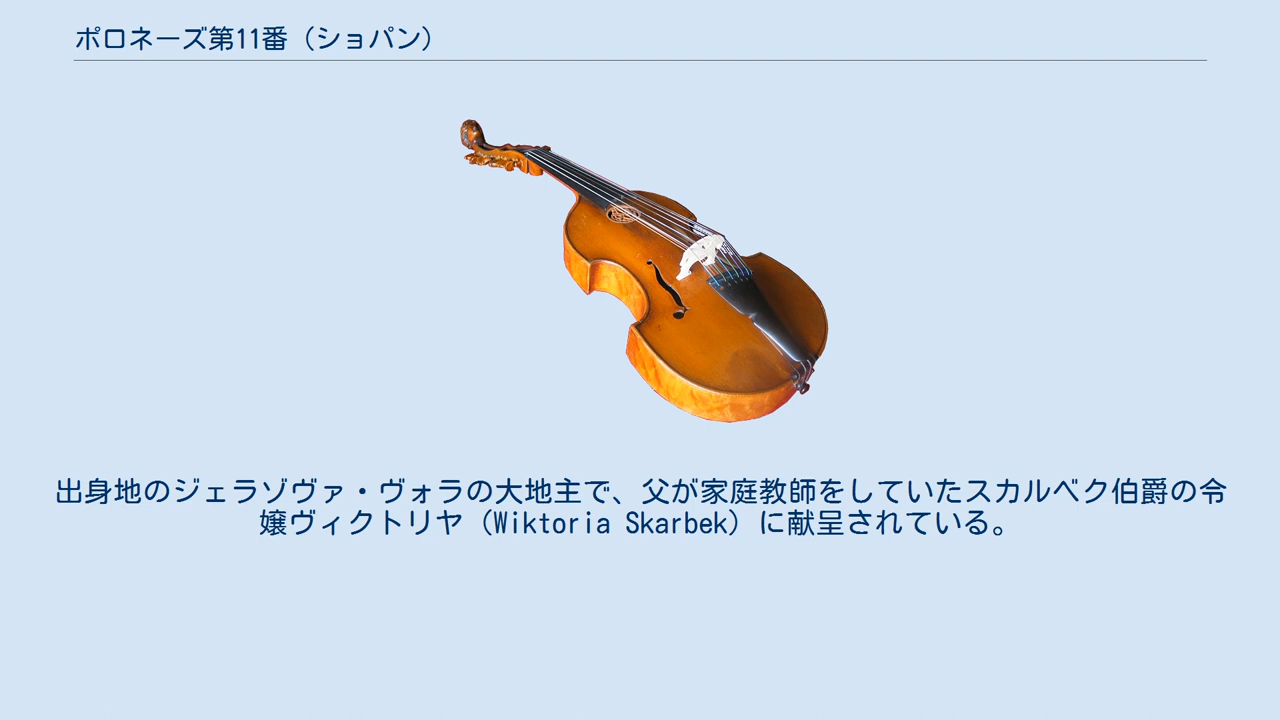 ポロネーズ第11番（ショパン）
出身地のジェラゾヴァ・ヴォラの大地主で、父が家庭教師をしていたスカルベク伯爵の令
嬢ヴィクトリヤ（Wiktoria Skarbek）に献呈されている。